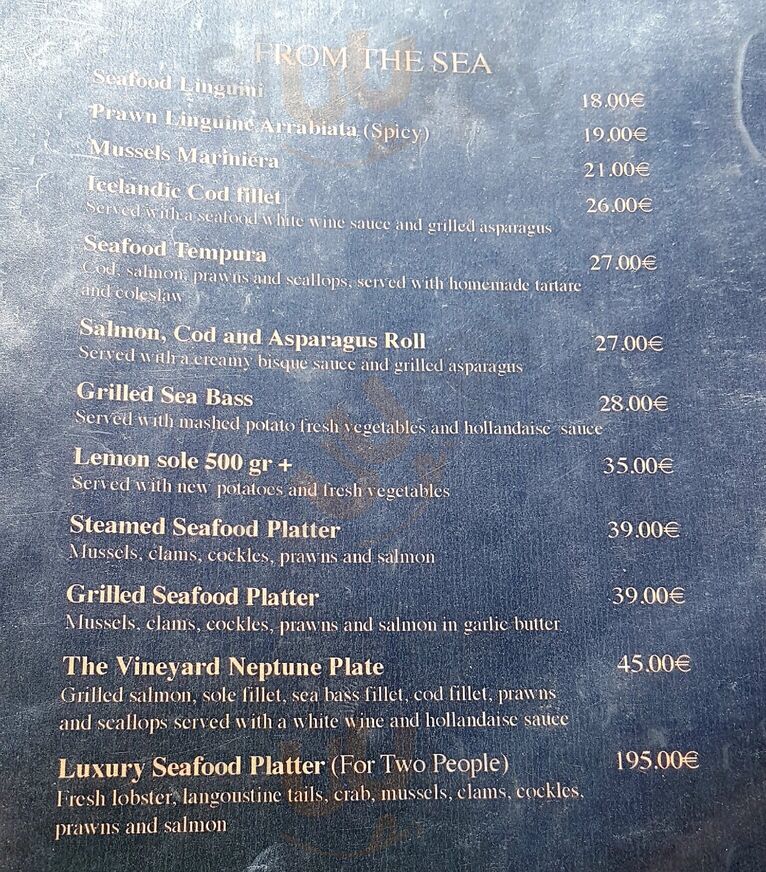 FROM THE SEA
Seafood Linguini 18.00€
Prawn Linguine Arrabiata (Spicy) 19.00€
Mussels Mariniera 21.00€
Icelandic Cod fillet 26.00€
Served with a seafood white wine sauce and grilled asparagus
Seafood Tempura 27.00€
Cod, salmon, prawns and scallops, served with homemade tartare
and coleslaw
Salmon, Cod and Asparagus Roll 27.00€
Served with a creamy bisque sauce and grilled asparagus
Grilled Sea Bass 28.00€
Served with mashed potato fresh vegetables and hollandaise sauce
Lemon sole 500 gr + 35.00€
Served with new potatoes and fresh vegetables
Steamed Seafood Platter 39.00€
Mussels, clams, cockles, prawns and salmon
Grilled Seafood Platter 39.00€
Mussels, clams, cockles, prawns and salmon in garlic butter
The Vineyard Neptune Plate 45.00€
Grilled salmon, sole fillet, sea bass fillet, cod fillet, prawns
and scallops served with a white wine and hollandaise sauce
Luxury Seafood Platter (For Two People) 195.00€
Fresh lobster, langoustine tails, crab, mussels, clams, cockles,
prawns and salmon